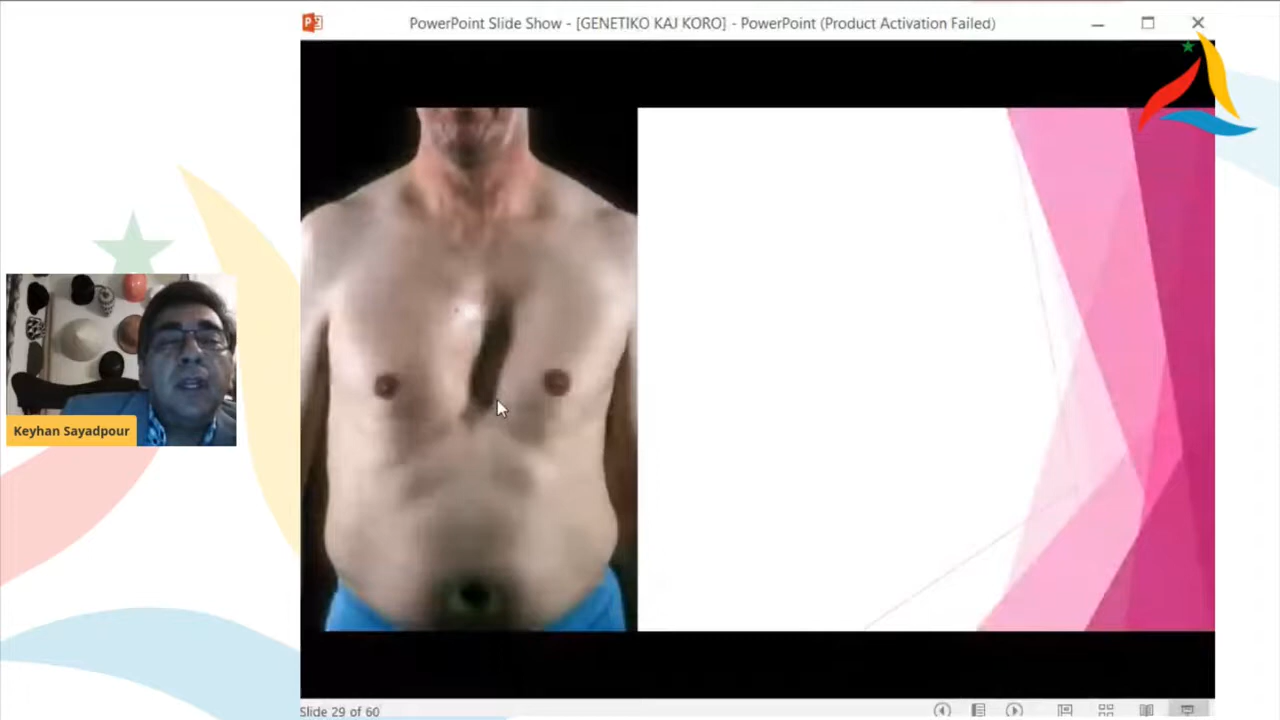 PowerPoint Slide Show - [GENETIKO KAJ KORO] - PowerPoint (Product Activation Failed)
Keyhan Sayadpour
Slide 29 of 60